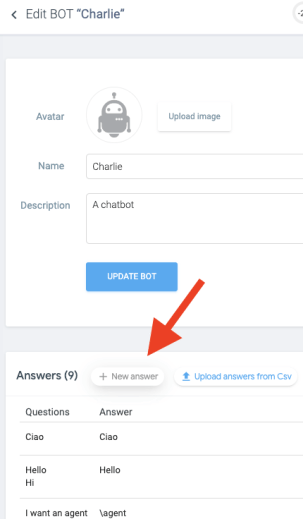 < Edit BOT “Charlie”
Avatar
Upload image
Name
Charlie
Description
A chatbot
UPDATE BOT
Answers (9)
+ New answer
Upload answers from Csv
Questions Answer
Ciao Ciao
Hello Hello
Hi
I want an agent \agent